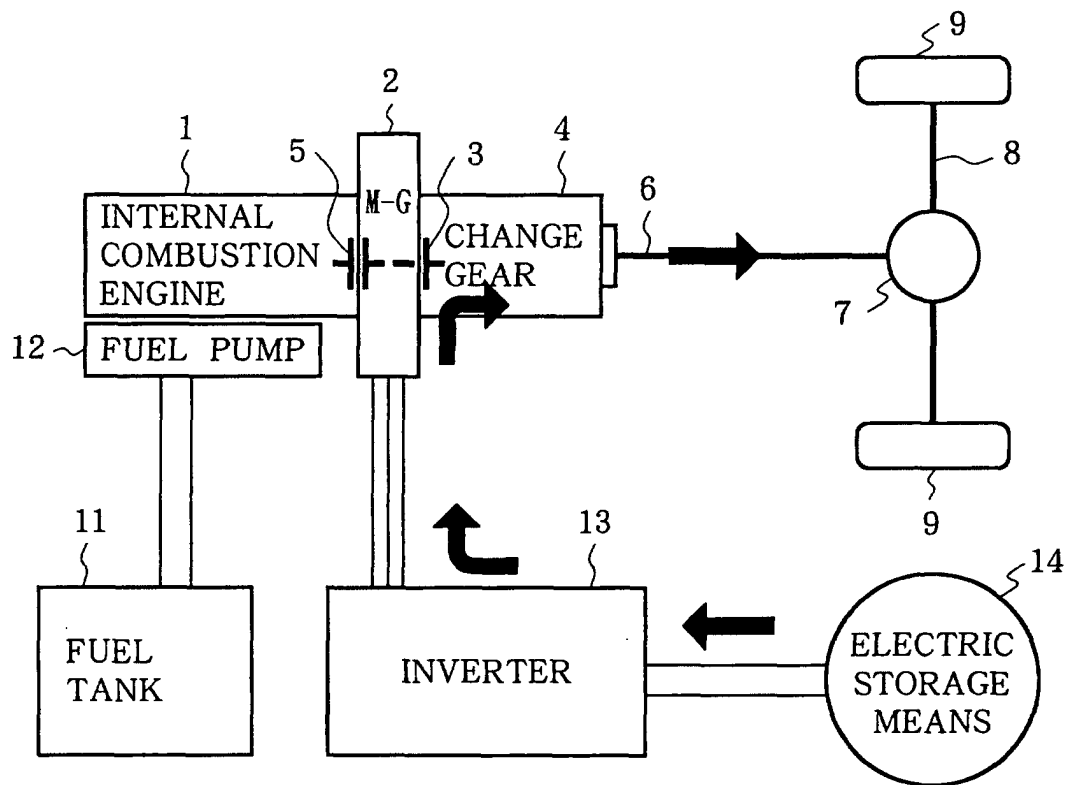 9
2
1
5
3
4
6
8
M-G
INTERNAL
COMBUSTION
ENGINE
CHANGE
GEAR
7
12
FUEL PUMP
9
11
13
14
FUEL
TANK
INVERTER
ELECTRIC
STORAGE
MEANS